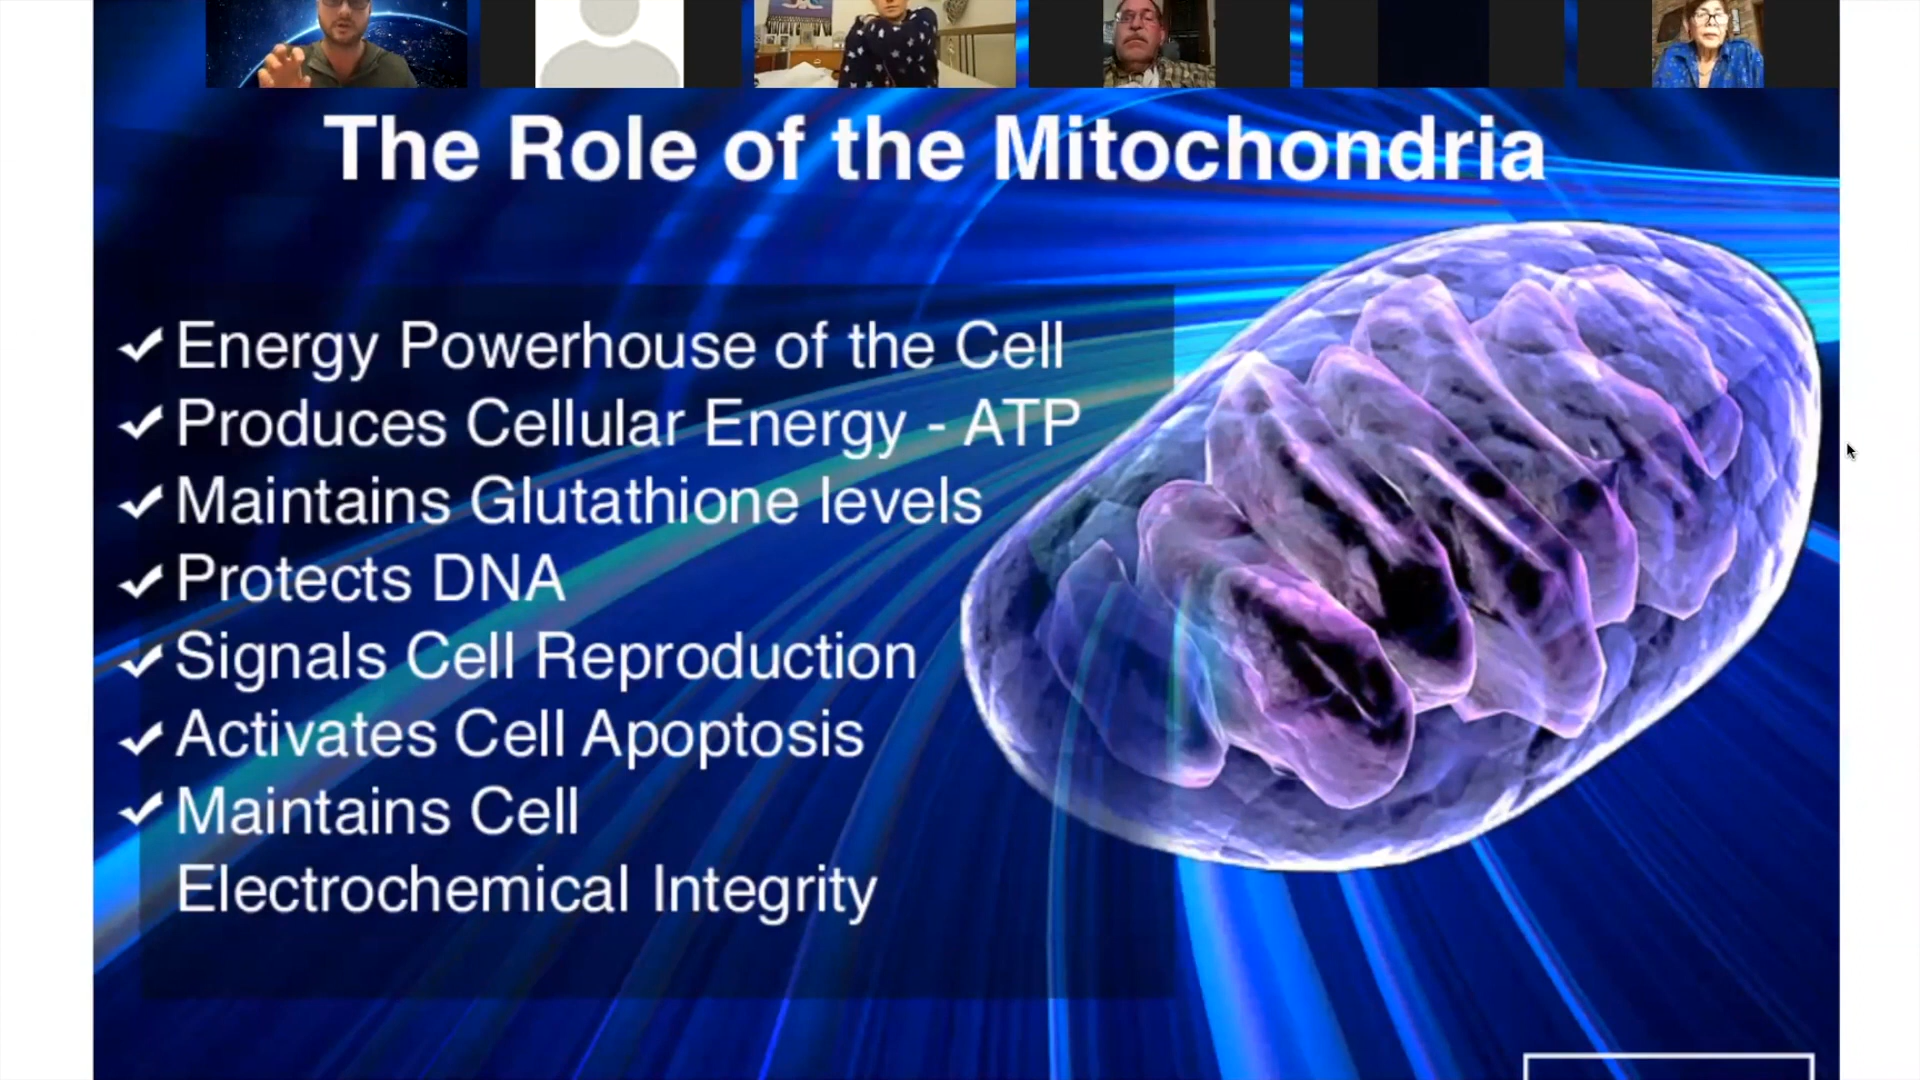 The Role of the Mitochondria
Energy Powerhouse of the Cell
Produces Cellular Energy - ATP
Maintains Glutathione levels
Protects DNA
Signals Cell Reproduction
Activates Cell Apoptosis
Maintains Cell
Electrochemical Integrity